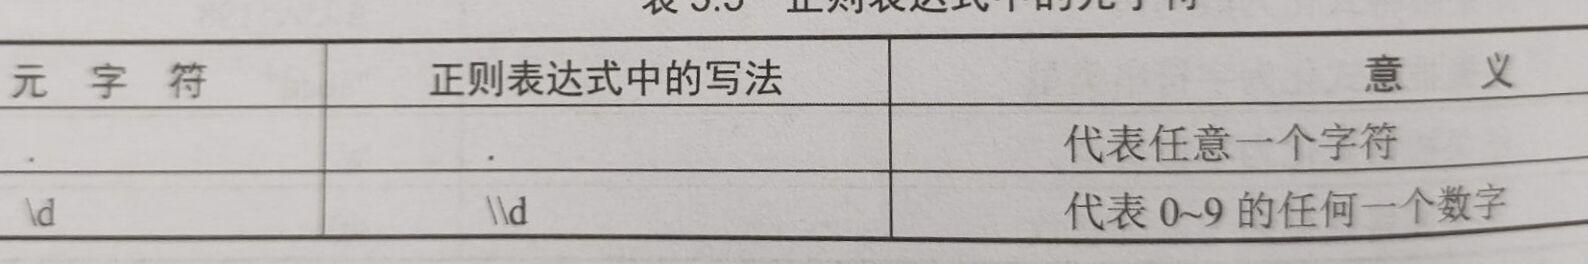 表 5.5 正则表达式中的元字符
元 字 符 正则表达式中的写法 意 义
. . 代表任意一个字符
\d \\d 代表 0~9 的任何一个数字